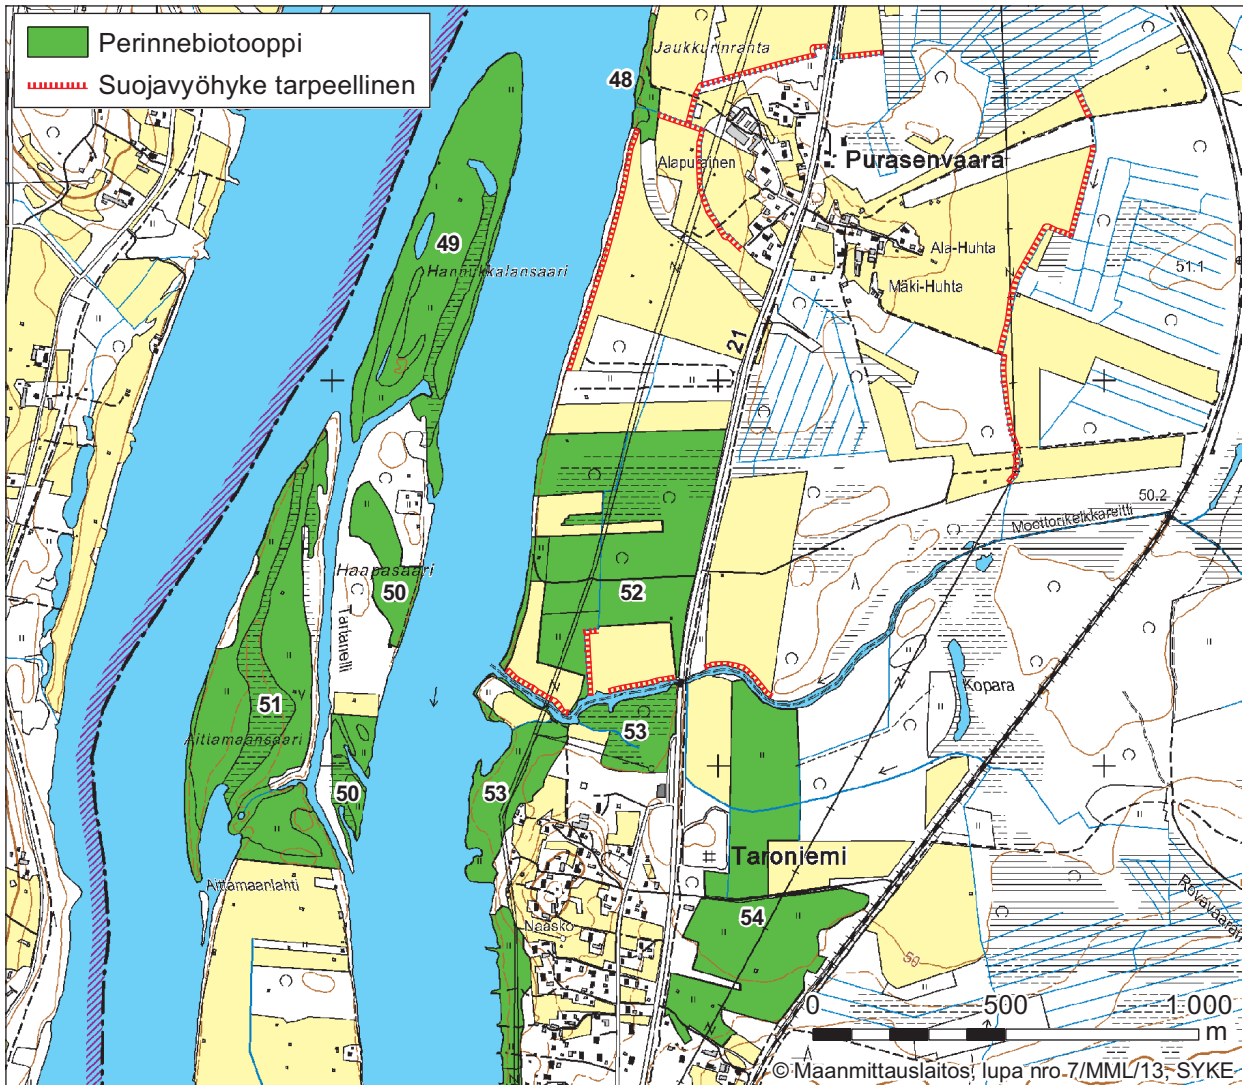 Perinnebiotooppi
Suojavyöhyke tarpeellinen
Jaukkurinranta
48
Alapurainen
Purasenvaara
49
Hannukkalansaari
Ala-Huhta
51.1
Mäki-Huhta
21
50.2
Moottorikelkkareitti
Haapasaari
50
52
Tartanelli
Kopara
51
53
Aittamaansaari
50
53
Taroniemi
Aittamaanlahti
54
Naasko
50
0 500 1 000
m
© Maanmittauslaitos, lupa nro 7/MML/13, SYKE